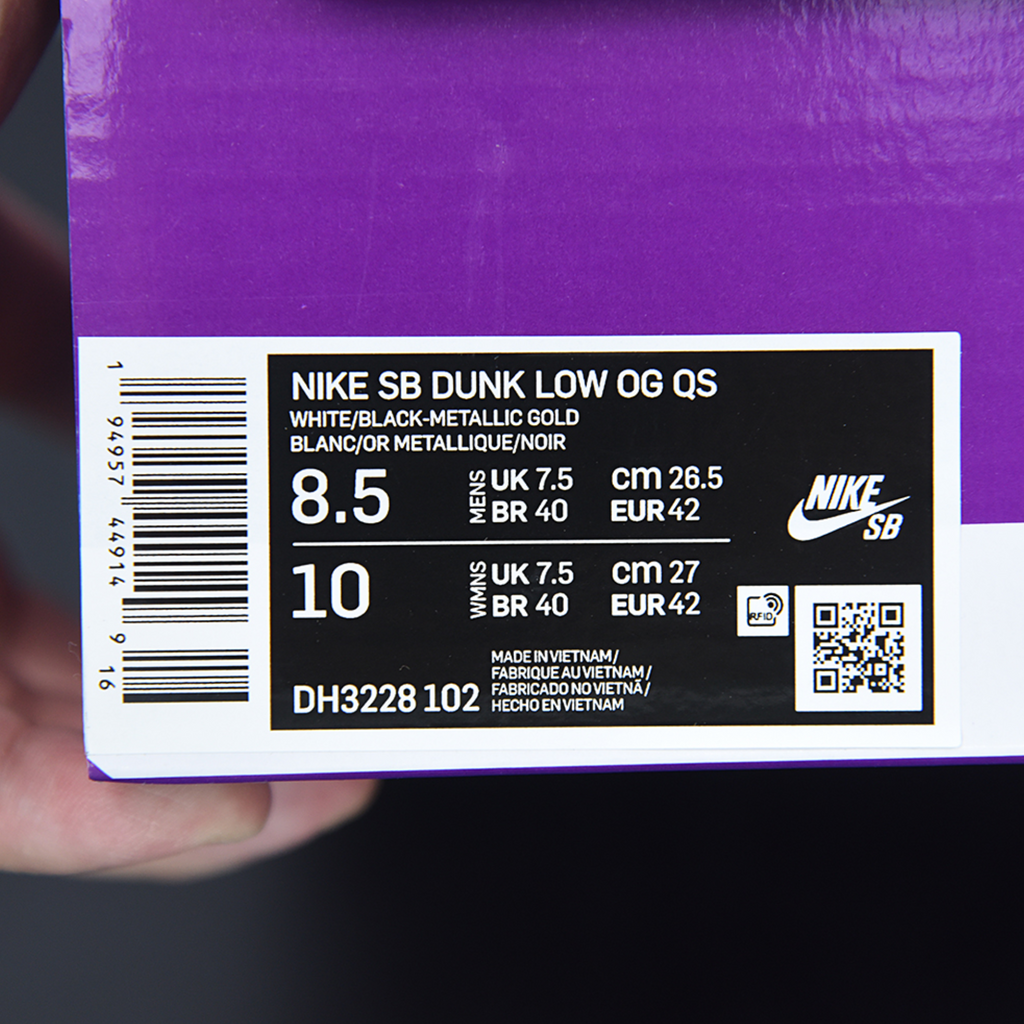 1 94957 44914 9 16
NIKE SB DUNK LOW OG QS
WHITE/BLACK-METALLIC GOLD
BLANC/OR METALLIQUE/NOIR
8.5 MENS UK 7.5 cm 26.5
BR 40 EUR 42
10 WMNS UK 7.5 cm 27
BR 40 EUR 42
NIKE
SB
RFID
MADE IN VIETNAM/
FABRIQUE AU VIETNAM/
FABRICADO NO VIETNÃ/
HECHO EN VIETNAM
DH3228 102